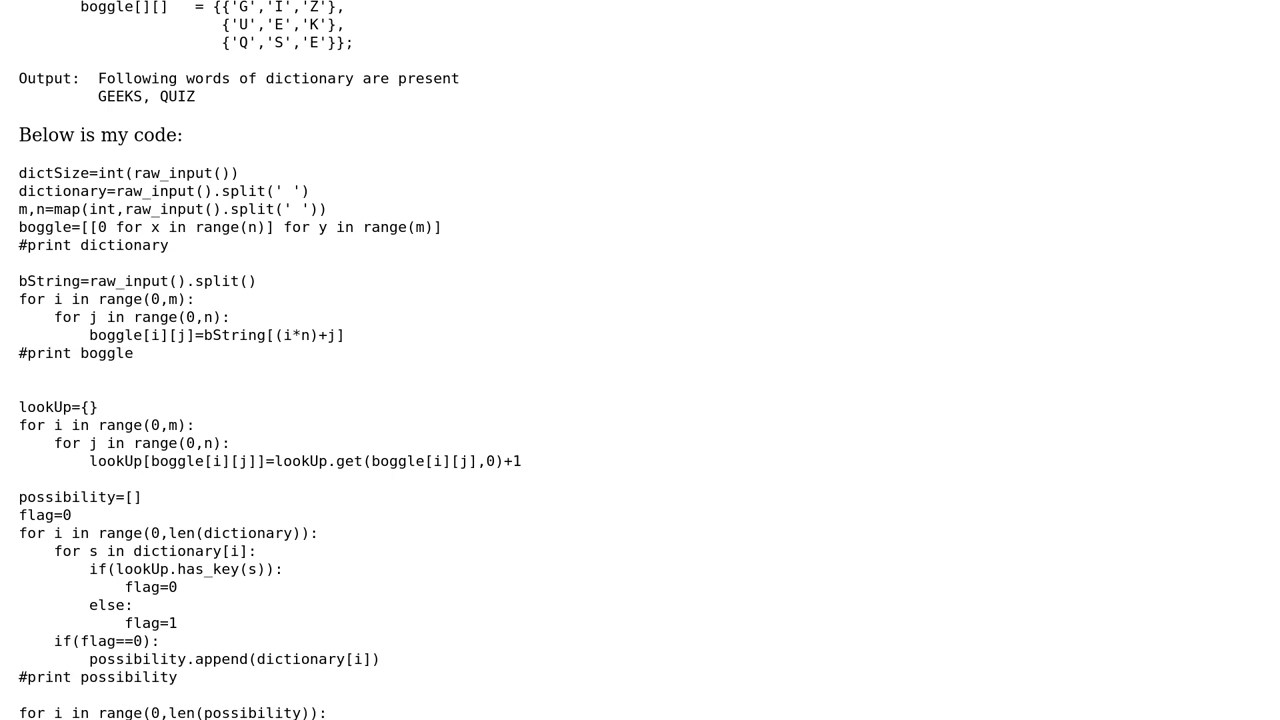 boggle[][]   = {{'G','I','Z'},
                {'U','E','K'},
                {'Q','S','E'}};
Output:  Following words of dictionary are present
         GEEKS, QUIZ
Below is my code:
dictSize=int(raw_input())
dictionary=raw_input().split(' ')
m,n=map(int,raw_input().split(' '))
boggle=[[0 for x in range(n)] for y in range(m)]
#print dictionary
bString=raw_input().split()
for i in range(0,m):
    for j in range(0,n):
        boggle[i][j]=bString[(i*n)+j]
#print boggle
lookUp={}
for i in range(0,m):
    for j in range(0,n):
        lookUp[boggle[i][j]]=lookUp.get(boggle[i][j],0)+1
possibility=[]
flag=0
for i in range(0,len(dictionary)):
    for s in dictionary[i]:
        if(lookUp.has_key(s)):
            flag=0
        else:
            flag=1
    if(flag==0):
        possibility.append(dictionary[i])
#print possibility
for i in range(0,len(possibility)):